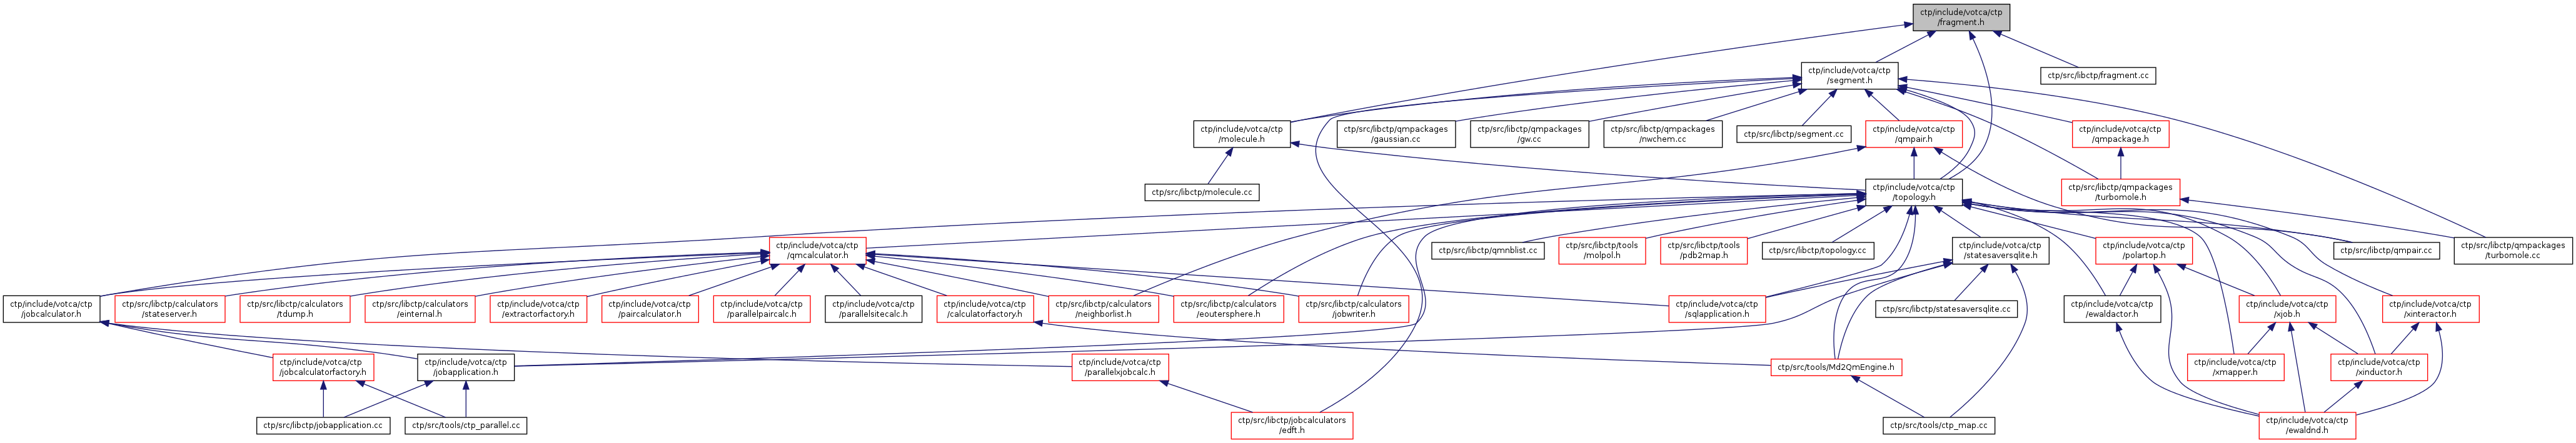 ctp/include/votca/ctp
/fragment.h
ctp/include/votca/ctp
/segment.h
ctp/src/libctp/fragment.cc
ctp/include/votca/ctp
/molecule.h
ctp/src/libctp/qmpackages
/gaussian.cc
ctp/src/libctp/qmpackages
/gw.cc
ctp/src/libctp/qmpackages
/nwchem.cc
ctp/src/libctp/segment.cc
ctp/include/votca/ctp
/qmpair.h
ctp/include/votca/ctp
/qmpackage.h
ctp/src/libctp/molecule.cc
ctp/include/votca/ctp
/topology.h
ctp/src/libctp/qmpackages
/turbomole.h
ctp/include/votca/ctp
/qmcalculator.h
ctp/src/libctp/qmnblist.cc
ctp/src/libctp/tools
/molpol.h
ctp/src/libctp/tools
/pdb2map.h
ctp/src/libctp/topology.cc
ctp/include/votca/ctp
/statesaversqlite.h
ctp/include/votca/ctp
/polartop.h
ctp/src/libctp/qmpair.cc
ctp/src/libctp/qmpackages
/turbomole.cc
ctp/include/votca/ctp
/jobcalculator.h
ctp/src/libctp/calculators
/stateserver.h
ctp/src/libctp/calculators
/tdump.h
ctp/src/libctp/calculators
/einternal.h
ctp/include/votca/ctp
/extractorfactory.h
ctp/include/votca/ctp
/paircalculator.h
ctp/include/votca/ctp
/parallelpaircalc.h
ctp/include/votca/ctp
/parallelsitecalc.h
ctp/include/votca/ctp
/calculatorfactory.h
ctp/src/libctp/calculators
/neighborlist.h
ctp/src/libctp/calculators
/eoutersphere.h
ctp/src/libctp/calculators
/jobwriter.h
ctp/include/votca/ctp
/sqlapplication.h
ctp/src/libctp/statesaversqlite.cc
ctp/include/votca/ctp
/ewaldactor.h
ctp/include/votca/ctp
/xjob.h
ctp/include/votca/ctp
/xinteractor.h
ctp/include/votca/ctp
/jobcalculatorfactory.h
ctp/include/votca/ctp
/jobapplication.h
ctp/include/votca/ctp
/parallelxjobcalc.h
ctp/src/tools/Md2QmEngine.h
ctp/include/votca/ctp
/xmapper.h
ctp/include/votca/ctp
/xinductor.h
ctp/src/libctp/jobapplication.cc
ctp/src/tools/ctp_parallel.cc
ctp/src/libctp/jobcalculators
/edft.h
ctp/src/tools/ctp_map.cc
ctp/include/votca/ctp
/ewaldnd.h